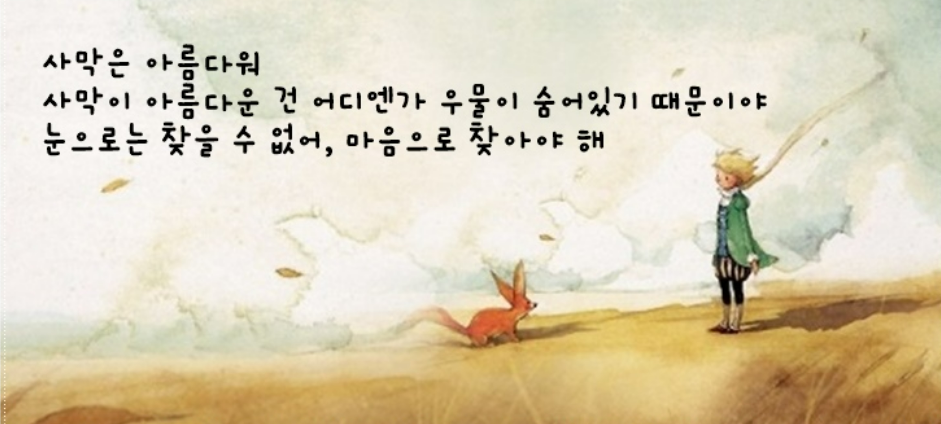 사막은 아름다워
사막이 아름다운 건 어디엔가 우물이 숨어있기 때문이야
눈으로는 찾을 수 없어, 마음으로 찾아야 해